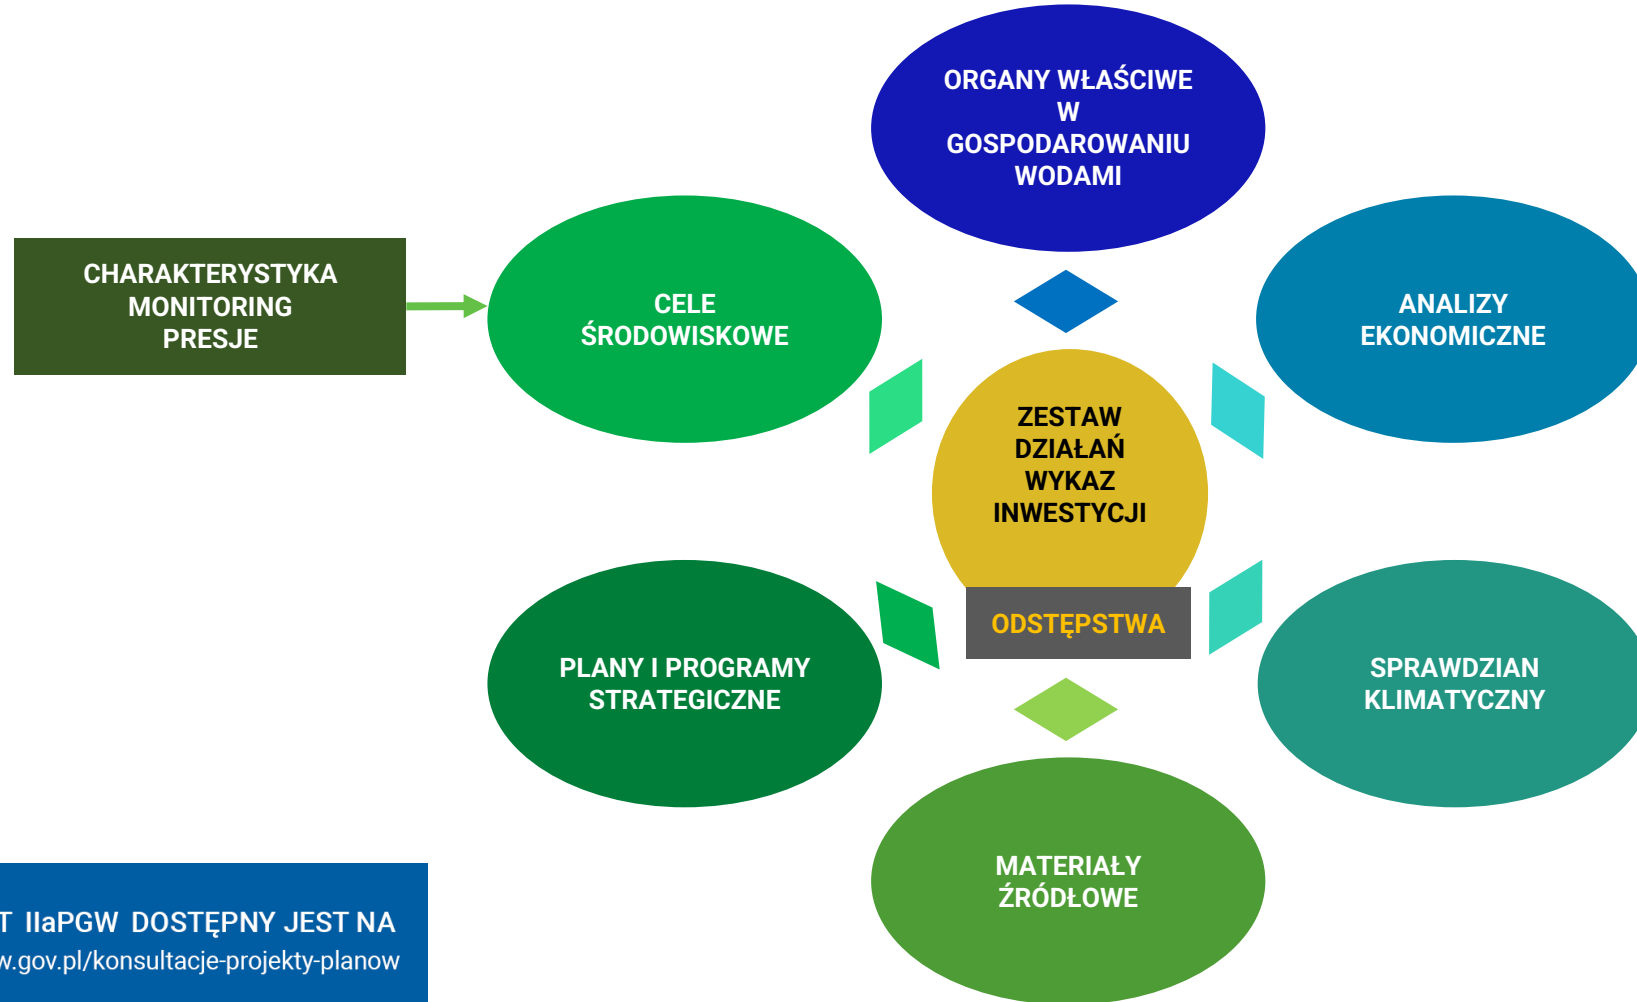 ORGANY WŁAŚCIWE
W
GOSPODAROWANIU
WODAMI
CHARAKTERYSTYKA
MONITORING
PRESJE
CELE
ŚRODOWISKOWE
ANALIZY
EKONOMICZNE
ZESTAW
DZIAŁAŃ
WYKAZ
INWESTYCJI
ODSTĘPSTWA
PLANY I PROGRAMY
STRATEGICZNE
SPRAWDZIAN
KLIMATYCZNY
MATERIAŁY
ŹRÓDŁOWE
T IIaPGW DOSTĘPNY JEST NA
w.gov.pl/konsultacje-projekty-planow